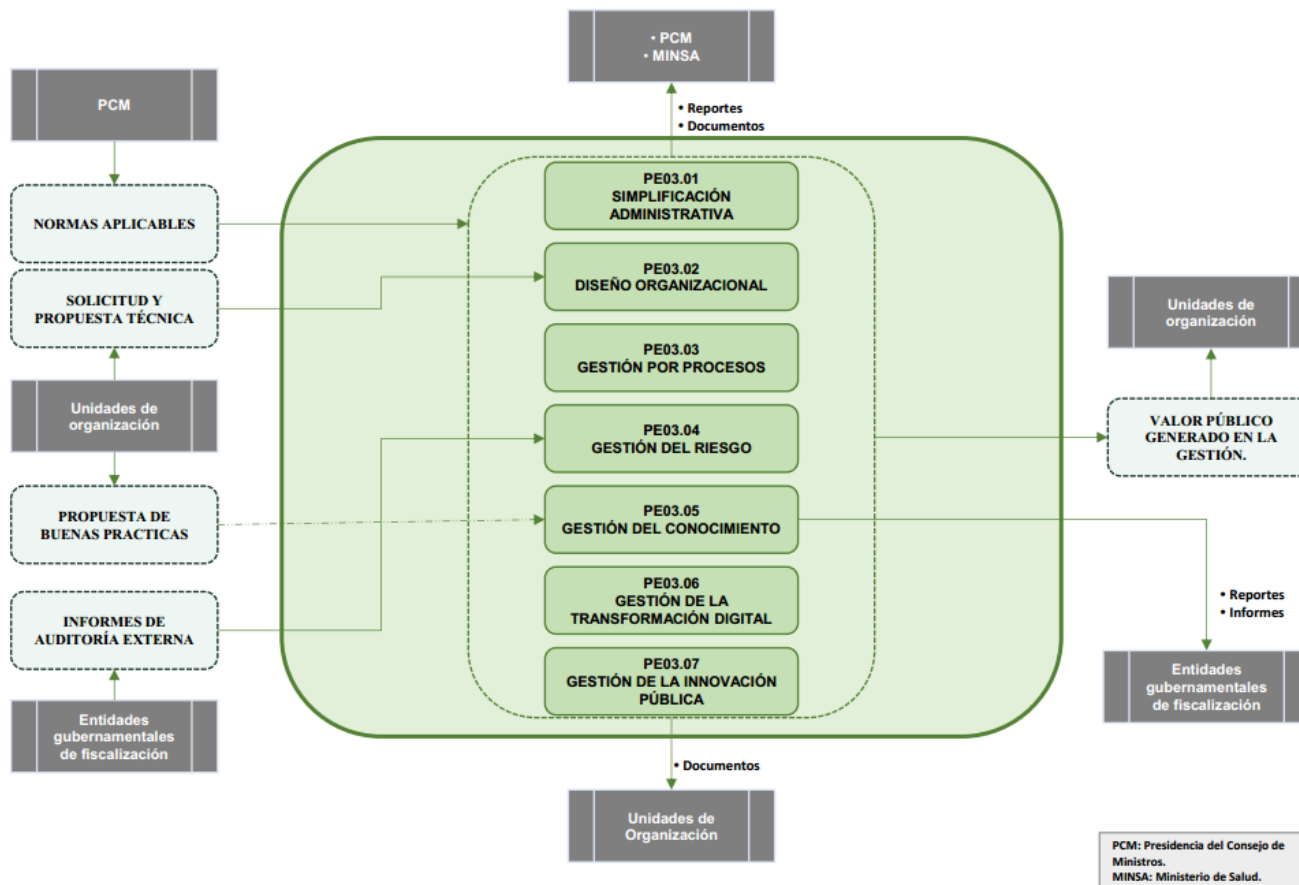 • PCM
• MINSA
PCM
• Reportes
• Documentos
NORMAS APLICABLES
SOLICITUD Y
PROPUESTA TÉCNICA
Unidades de
organización
PROPUESTA DE
BUENAS PRACTICAS
INFORMES DE
AUDITORÍA EXTERNA
Entidades
gubernamentales
de fiscalización
PE03.01
SIMPLIFICACIÓN
ADMINISTRATIVA
PE03.02
DISEÑO ORGANIZACIONAL
PE03.03
GESTIÓN POR PROCESOS
PE03.04
GESTIÓN DEL RIESGO
PE03.05
GESTIÓN DEL CONOCIMIENTO
PE03.06
GESTIÓN DE LA
TRANSFORMACIÓN DIGITAL
PE03.07
GESTIÓN DE LA INNOVACIÓN
PÚBLICA
Unidades de
organización
VALOR PÚBLICO
GENERADO EN LA
GESTIÓN.
• Reportes
• Informes
Entidades
gubernamentales
de fiscalización
• Documentos
Unidades de
Organización
PCM: Presidencia del Consejo de
Ministros.
MINSA: Ministerio de Salud.